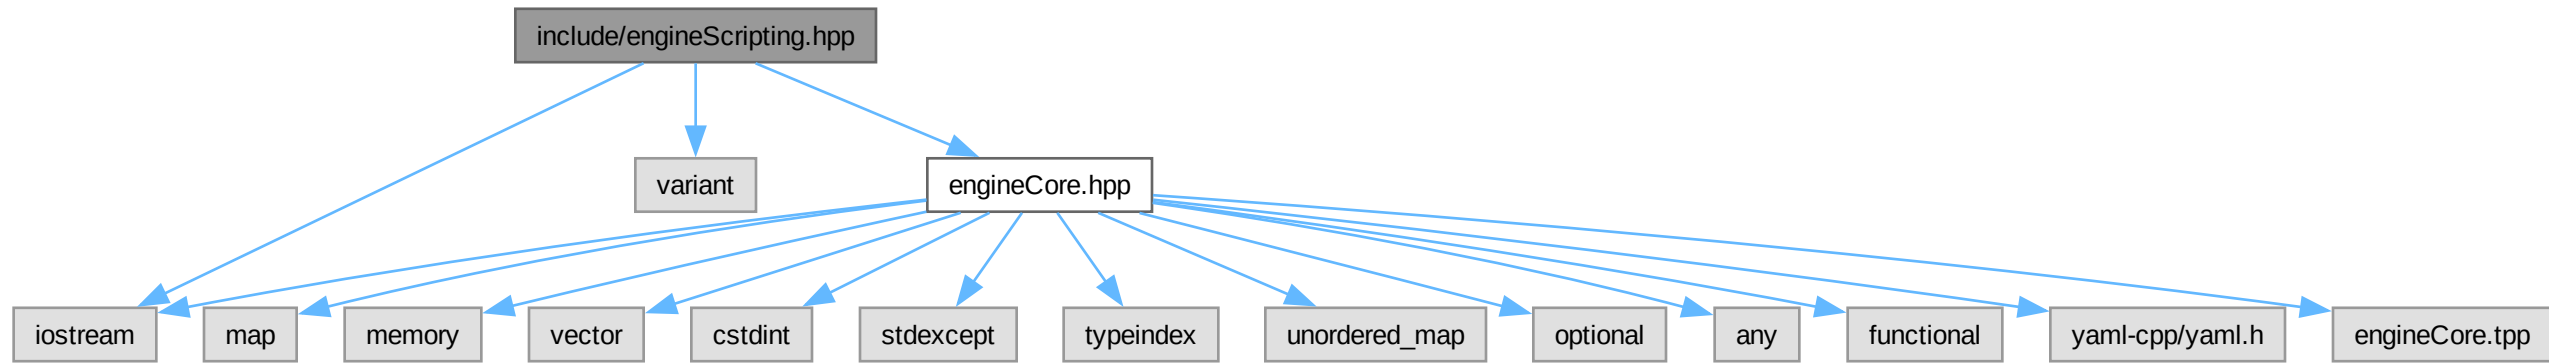 include/engineScripting.hpp
variant
engineCore.hpp
iostream
map
memory
vector
cstdint
stdexcept
typeindex
unordered_map
optional
any
functional
yaml-cpp/yaml.h
engineCore.tpp